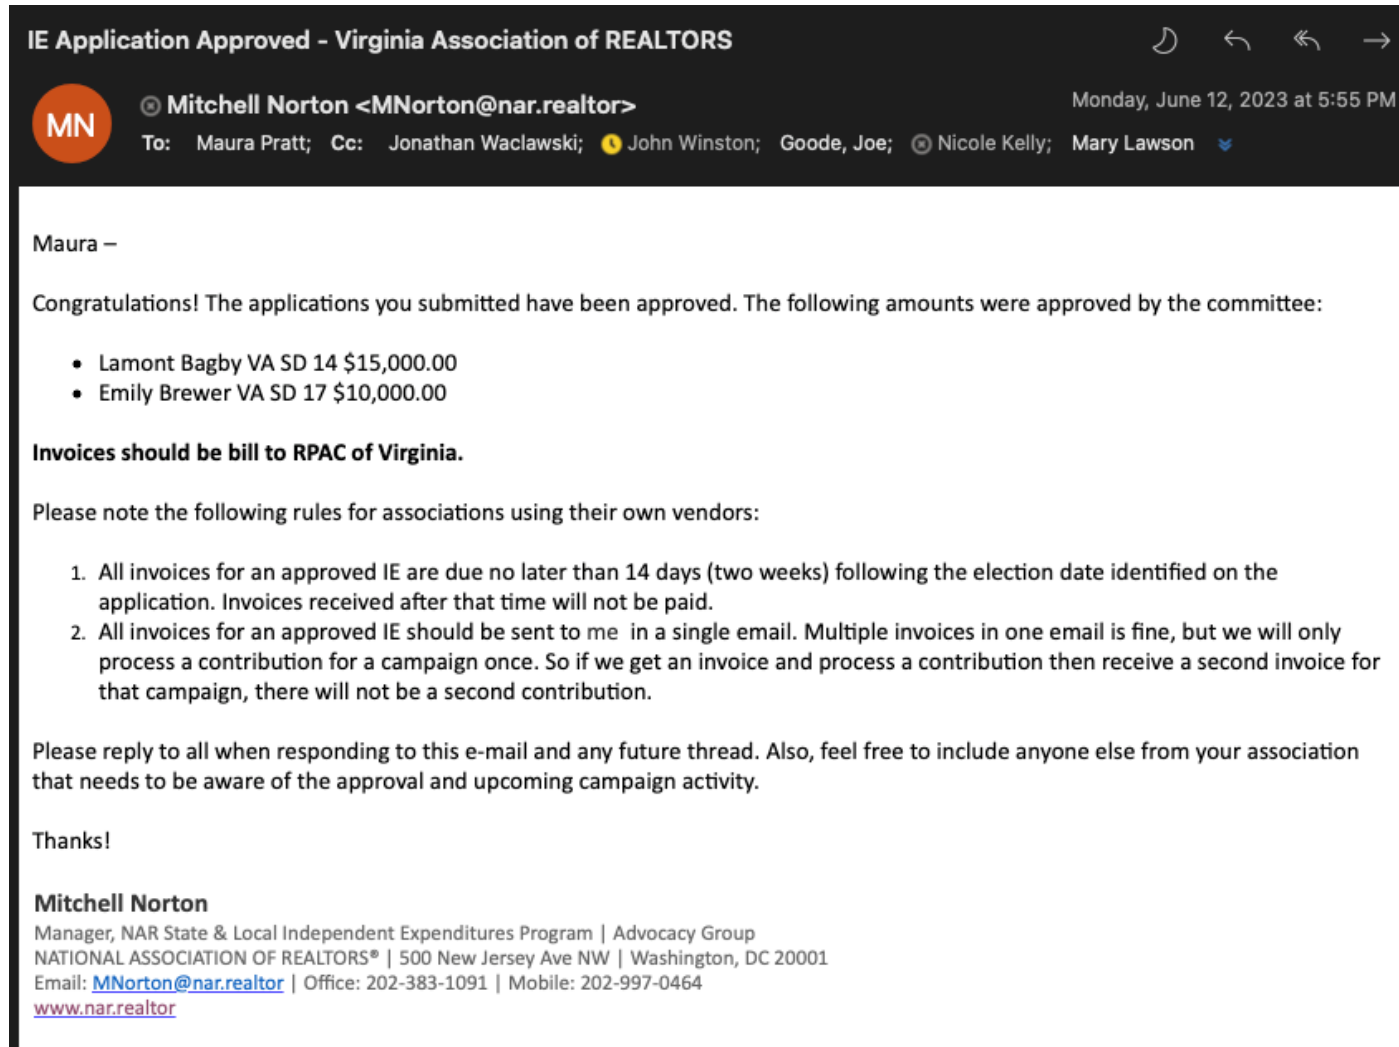 IE Application Approved - Virginia Association of REALTORS
MN
Mitchell Norton <MNorton@nar.realtor>
Monday, June 12, 2023 at 5:55 PM
To: Maura Pratt; Cc: Jonathan Waclawski; John Winston; Goode, Joe; Nicole Kelly; Mary Lawson
Maura –
Congratulations! The applications you submitted have been approved. The following amounts were approved by the committee:
• Lamont Bagby VA SD 14 $15,000.00
• Emily Brewer VA SD 17 $10,000.00
Invoices should be bill to RPAC of Virginia.
Please note the following rules for associations using their own vendors:
1. All invoices for an approved IE are due no later than 14 days (two weeks) following the election date identified on the
application. Invoices received after that time will not be paid.
2. All invoices for an approved IE should be sent to me in a single email. Multiple invoices in one email is fine, but we will only
process a contribution for a campaign once. So if we get an invoice and process a contribution then receive a second invoice for
that campaign, there will not be a second contribution.
Please reply to all when responding to this e-mail and any future thread. Also, feel free to include anyone else from your association
that needs to be aware of the approval and upcoming campaign activity.
Thanks!
Mitchell Norton
Manager, NAR State & Local Independent Expenditures Program | Advocacy Group
NATIONAL ASSOCIATION OF REALTORS® | 500 New Jersey Ave NW | Washington, DC 20001
Email: MNorton@nar.realtor | Office: 202-383-1091 | Mobile: 202-997-0464
www.nar.realtor